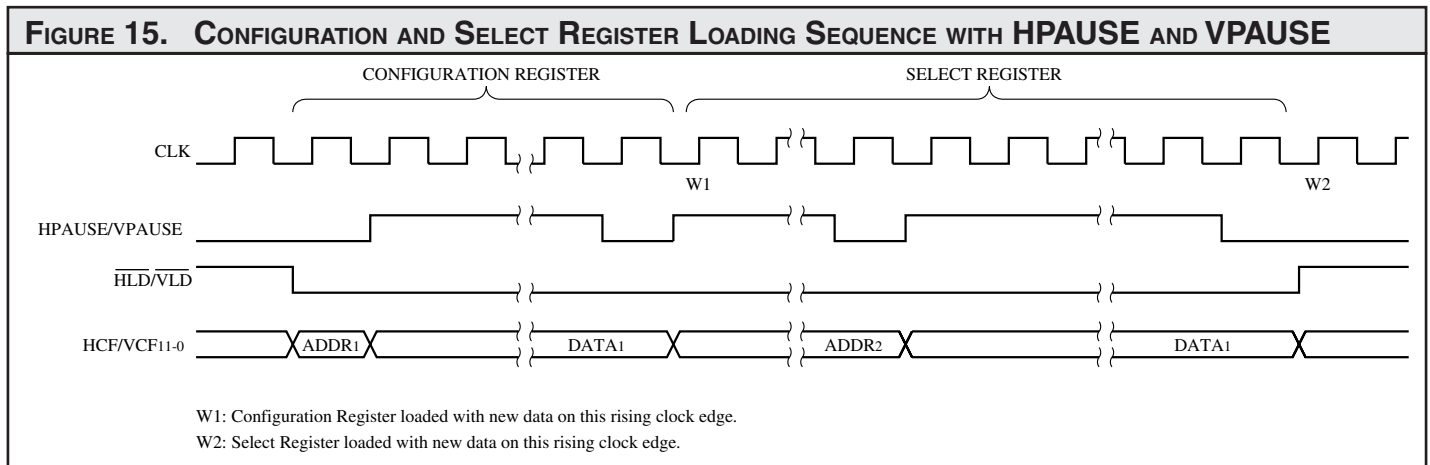 FIGURE 15. CONFIGURATION AND SELECT REGISTER LOADING SEQUENCE WITH HPAUSE AND VPAUSE
CONFIGURATION REGISTER SELECT REGISTER
CLK
W1 W2
HPAUSE/VPAUSE
HLD/VLD
HCF/VCF11-0 ADDR1 DATA1 ADDR2 DATA1
W1: Configuration Register loaded with new data on this rising clock edge.
W2: Select Register loaded with new data on this rising clock edge.